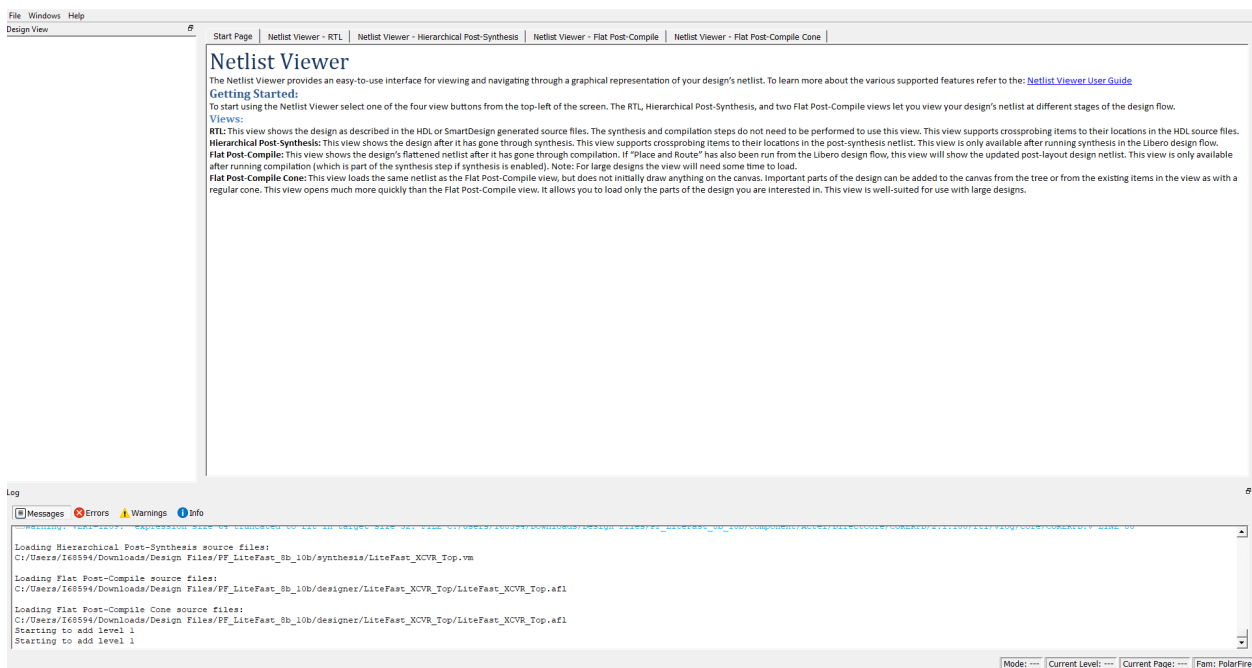 File Windows Help
Design View
Start Page Netlist Viewer - RTL Netlist Viewer - Hierarchical Post-Synthesis Netlist Viewer - Flat Post-Compile Netlist Viewer - Flat Post-Compile Cone
Netlist Viewer
The Netlist Viewer provides an easy-to-use interface for viewing and navigating through a graphical representation of your design's netlist. To learn more about the various supported features refer to the: Netlist Viewer User Guide
Getting Started:
To start using the Netlist Viewer select one of the four view buttons from the top-left of the screen. The RTL, Hierarchical Post-Synthesis, and two Flat Post-Compile views let you view your design's netlist at different stages of the design flow.
Views:
RTL: This view shows the design as described in the HDL or SmartDesign generated source files. The synthesis and compilation steps do not need to be performed to use this view. This view supports crossprobing items to their locations in the HDL source files.
Hierarchical Post-Synthesis: This view shows the design after it has gone through synthesis. This view supports crossprobing items to their locations in the post-synthesis netlist. This view is only available after running synthesis in the Libero design flow.
Flat Post-Compile: This view shows the design's flattened netlist after it has gone through compilation. If "Place and Route" has also been run from the Libero design flow, this view will show the updated post-layout design netlist. This view is only available
after running compilation (which is part of the synthesis step if synthesis is enabled). Note: For large designs the view will need some time to load.
Flat Post-Compile Cone: This view loads the same netlist as the Flat Post-Compile view, but does not initially draw anything on the canvas. Important parts of the design can be added to the canvas from the tree or from the existing items in the view as with a
regular cone. This view opens much more quickly than the Flat Post-Compile view. It allows you to load only the parts of the design you are interested in. This view is well-suited for use with large designs.
Log
Messages Errors Warnings Info
Loading Hierarchical Post-Synthesis source files:
C:/Users/I68594/Downloads/Design Files/PF_LiteFast_8b_10b/synthesis/LiteFast_XCVR_Top.vm
Loading Flat Post-Compile source files:
C:/Users/I68594/Downloads/Design Files/PF_LiteFast_8b_10b/designer/LiteFast_XCVR_Top/LiteFast_XCVR_Top.afl
Loading Flat Post-Compile Cone source files:
C:/Users/I68594/Downloads/Design Files/PF_LiteFast_8b_10b/designer/LiteFast_XCVR_Top/LiteFast_XCVR_Top.afl
Starting to add level 1
Starting to add level 1
Mode: --- Current Level: --- Current Page: --- Fam: PolarFire